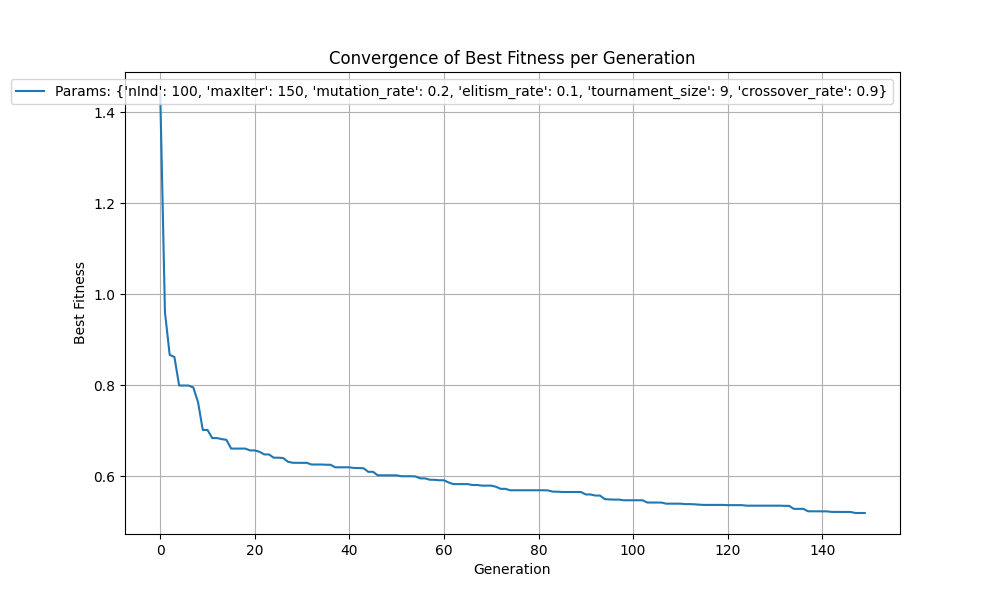 Convergence of Best Fitness per Generation
Params: {'nInd': 100, 'maxIter': 150, 'mutation_rate': 0.2, 'elitism_rate': 0.1, 'tournament_size': 9, 'crossover_rate': 0.9}
1.4
1.2
1.0
0.8
0.6
Best Fitness
0 20 40 60 80 100 120 140
Generation